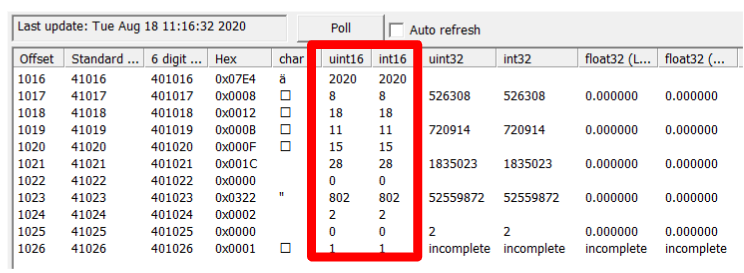 Last update: Tue Aug 18 11:16:32 2020 Poll Auto refresh
Offset Standard ... 6 digit ... Hex char uint16 int16 uint32 int32 float32 (L... float32 (...
1016 41016 401016 0x07E4 ä 2020 2020
1017 41017 401017 0x0008 □ 8 8 526308 526308 0.000000 0.000000
1018 41018 401018 0x0012 □ 18 18
1019 41019 401019 0x000B □ 11 11 720914 720914 0.000000 0.000000
1020 41020 401020 0x000F □ 15 15
1021 41021 401021 0x001C 28 28 1835023 1835023 0.000000 0.000000
1022 41022 401022 0x0000 0 0
1023 41023 401023 0x0322 " 802 802 52559872 52559872 0.000000 0.000000
1024 41024 401024 0x0002 2 2
1025 41025 401025 0x0000 0 0 2 2 0.000000 0.000000
1026 41026 401026 0x0001 □ 1 1 incomplete incomplete incomplete incomplete